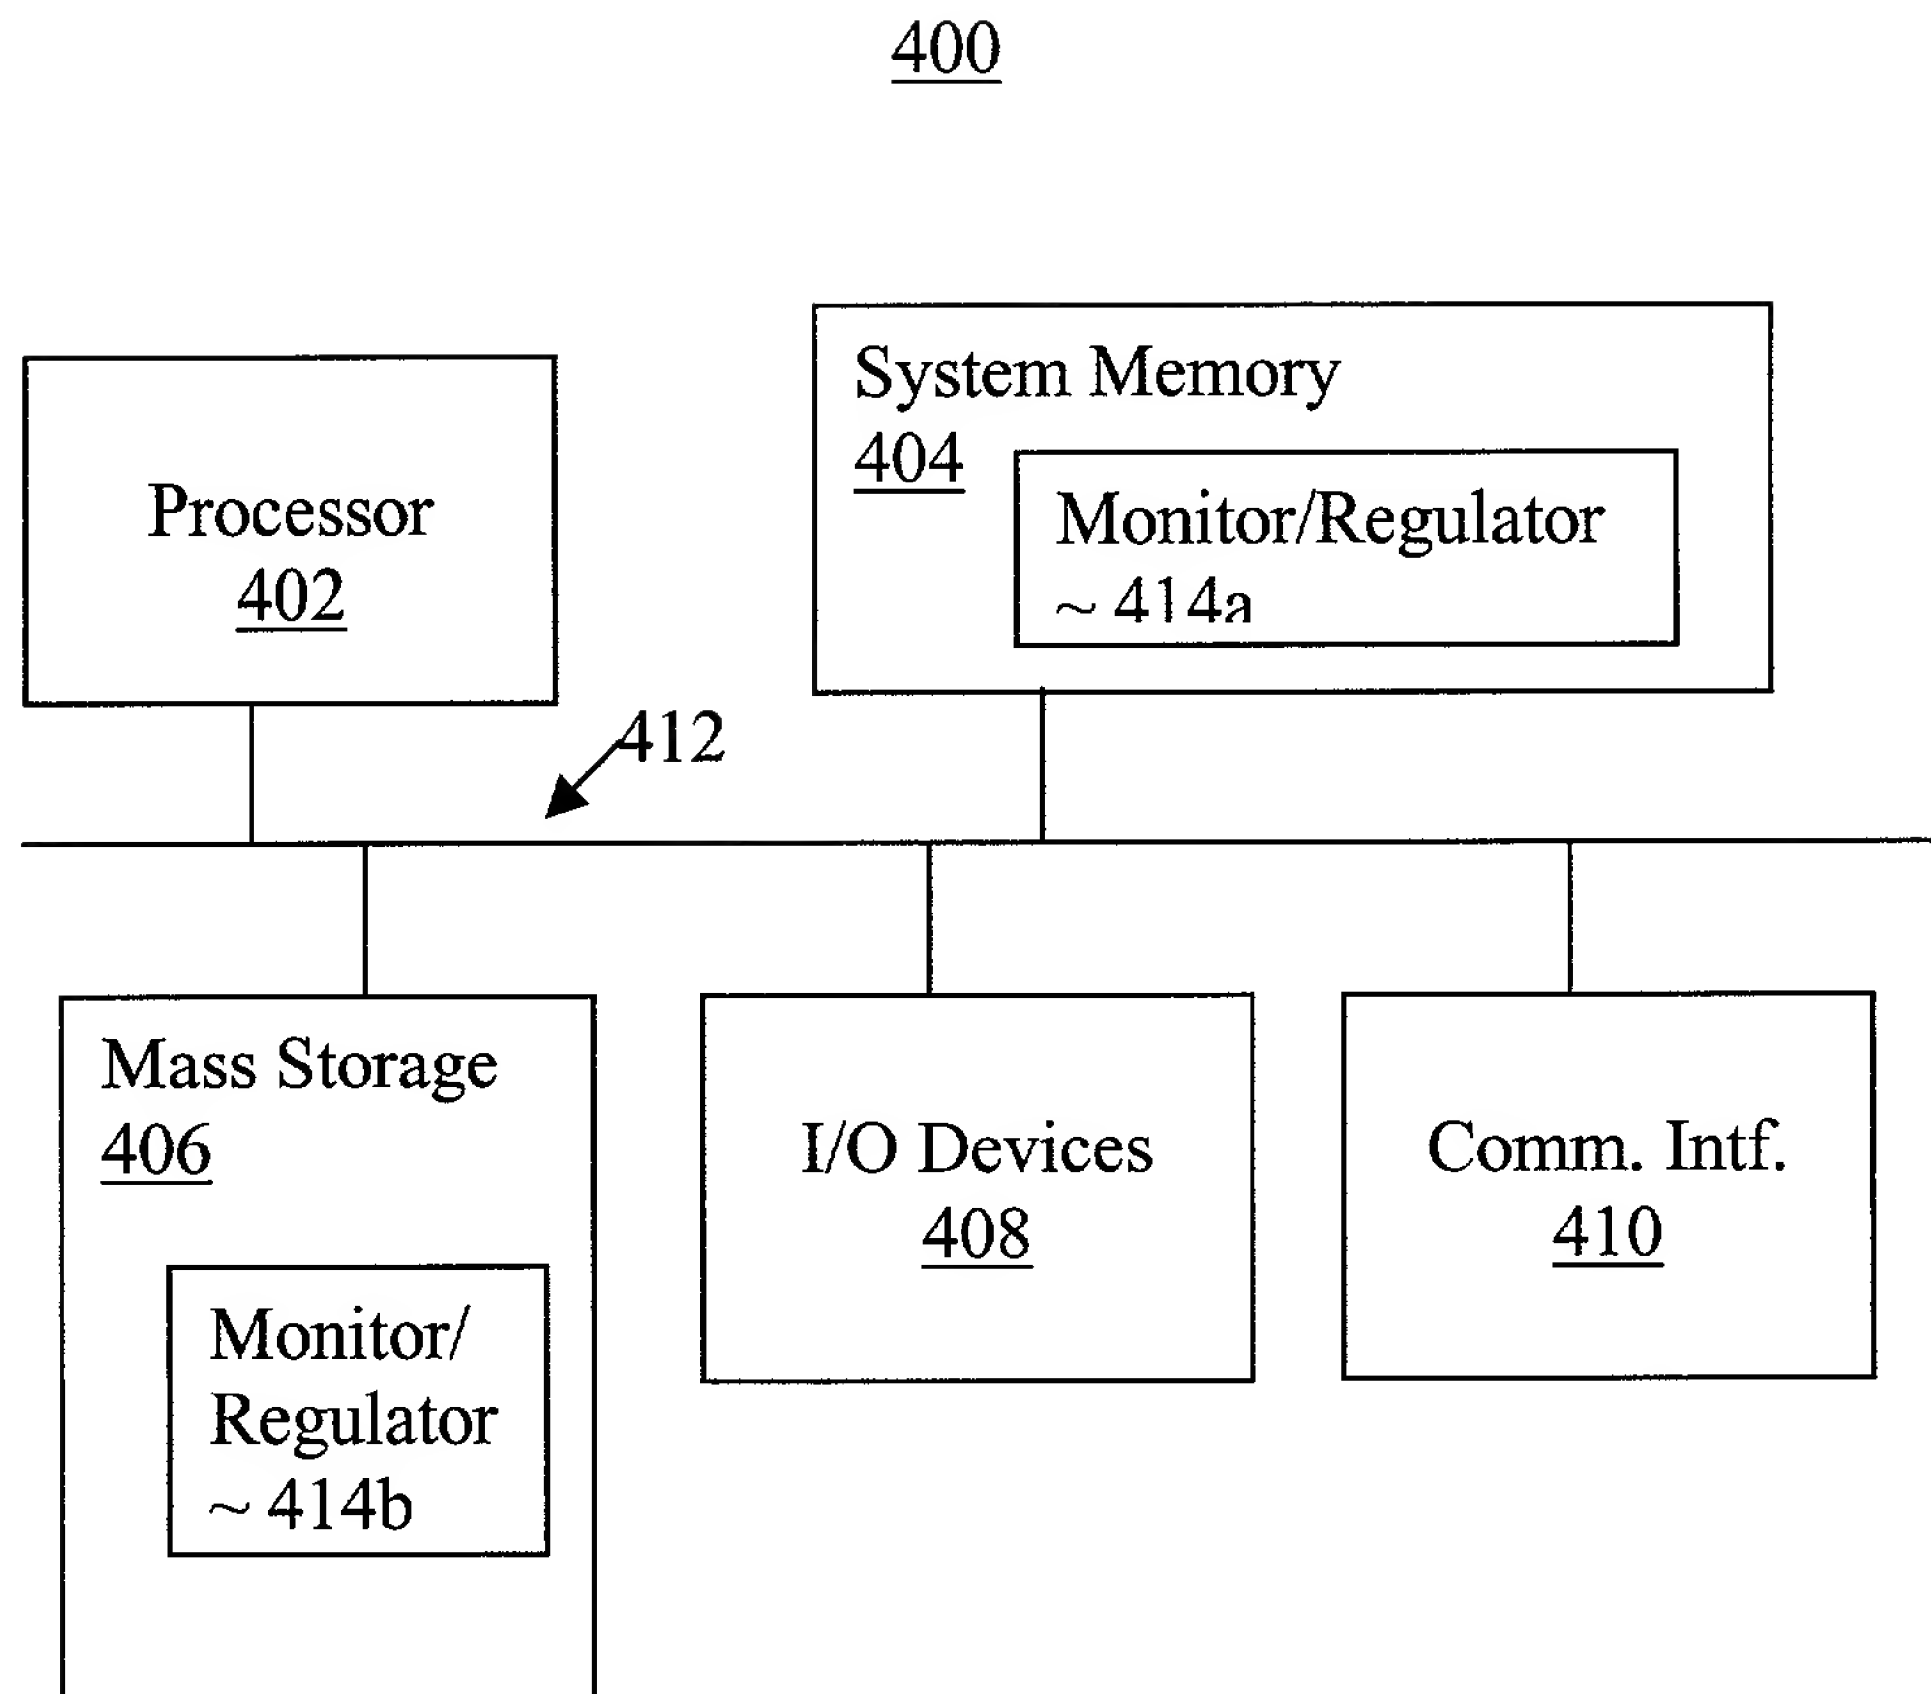 400
Processor
402
System Memory
404
Monitor/Regulator
~ 414a
412
Mass Storage
406
Monitor/
Regulator
~ 414b
I/O Devices
408
Comm. Intf.
410